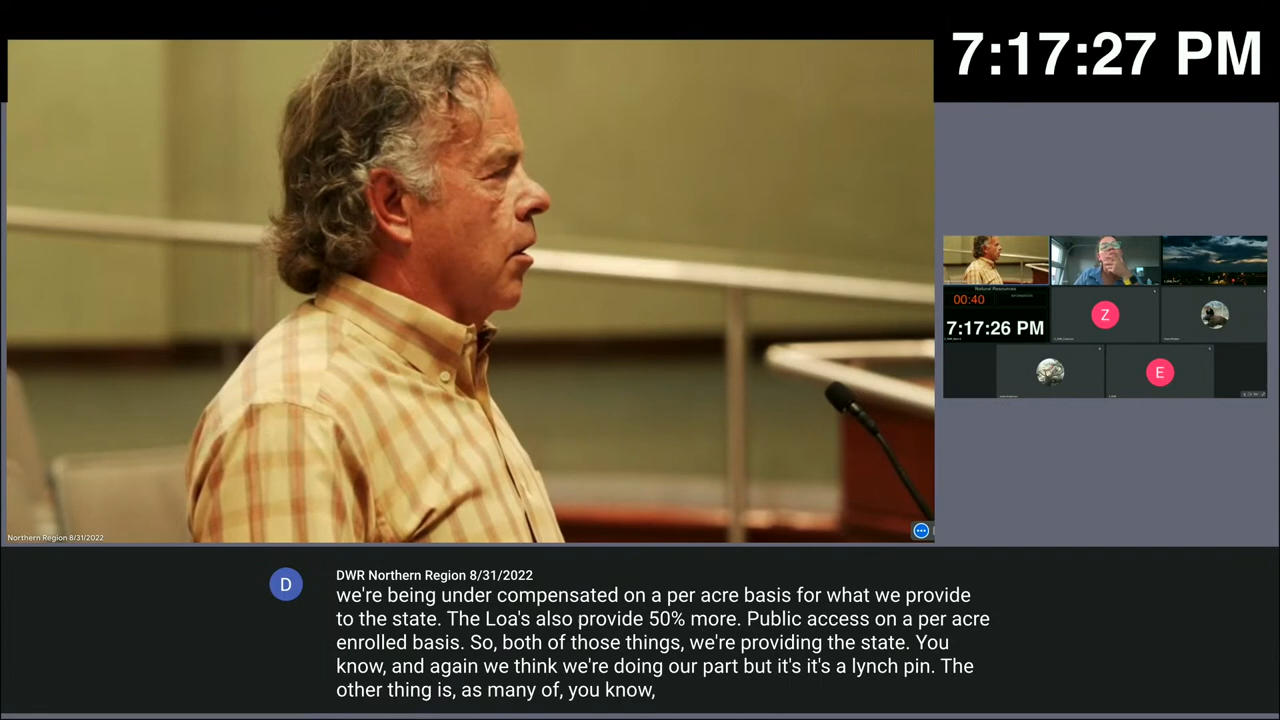 7:17:27 PM
Natural Resources
00:40
7:17:26 PM
Z
E
Northern Region 8/31/2022
D
DWR Northern Region 8/31/2022
we're being under compensated on a per acre basis for what we provide
to the state. The Loa's also provide 50% more. Public access on a per acre
enrolled basis. So, both of those things, we're providing the state. You
know, and again we think we're doing our part but it's it's a lynch pin. The
other thing is, as many of, you know,